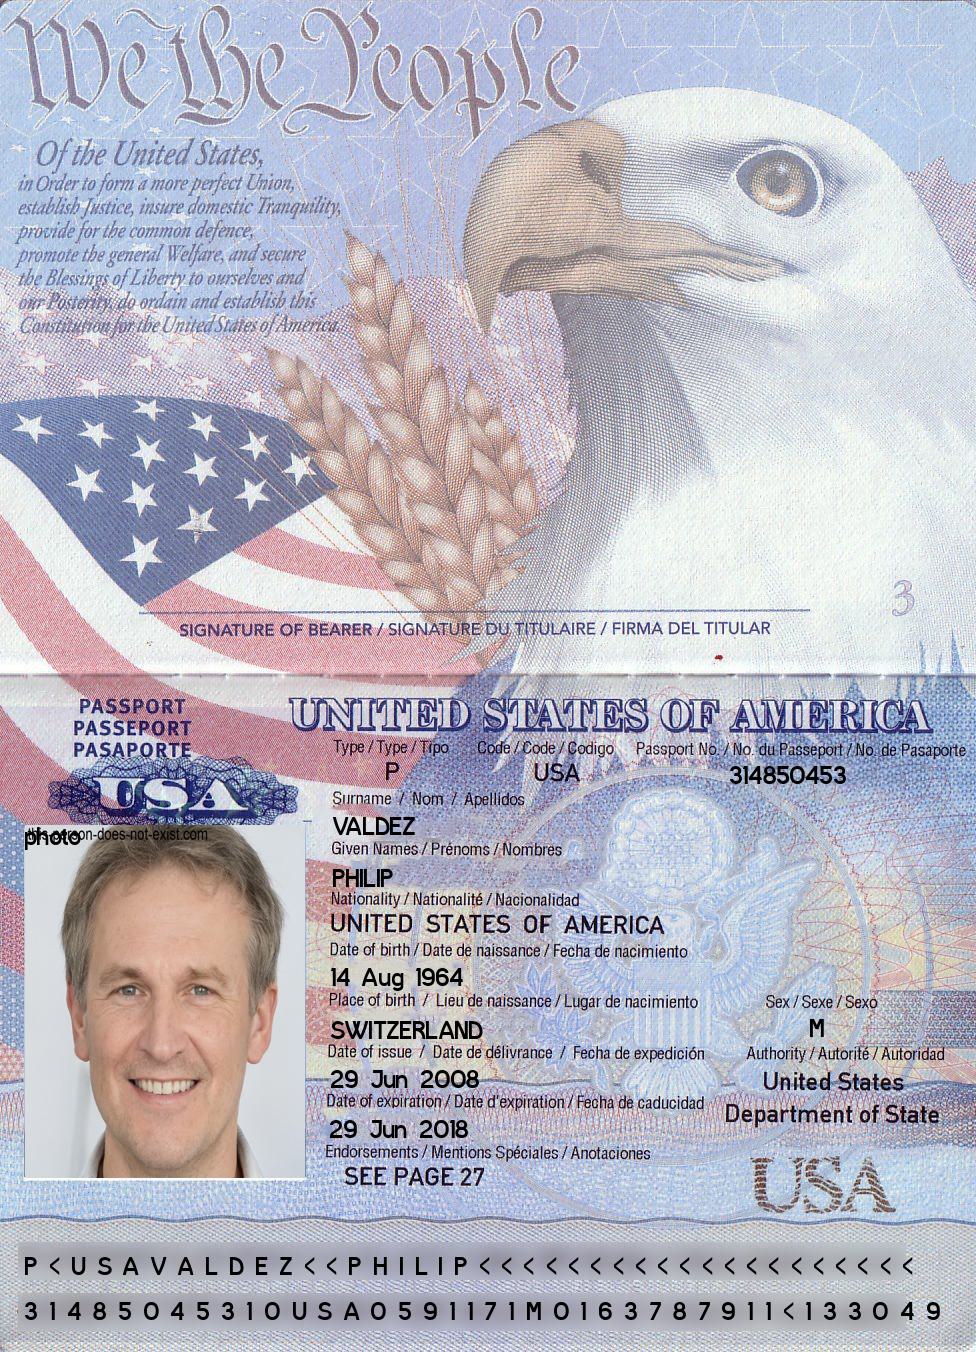 We the People
Of the United States,
in Order to form a more perfect Union,
establish Justice, insure domestic Tranquility,
provide for the common defence,
promote the general Welfare, and secure
the Blessings of Liberty to ourselves and
our Posterity, do ordain and establish this
Constitution for the United States of America.
3
SIGNATURE OF BEARER / SIGNATURE DU TITULAIRE / FIRMA DEL TITULAR
PASSPORT
PASSEPORT
PASAPORTE
USA
UNITED STATES OF AMERICA
Type / Type / Tipo Code / Code / Codigo Passport No. / No. du Passeport / No. de Pasaporte
P USA 314850453
Surname / Nom / Apellidos
VALDEZ
Given Names / Prénoms / Nombres
PHILIP
Nationality / Nationalité / Nacionalidad
UNITED STATES OF AMERICA
Date of birth / Date de naissance / Fecha de nacimiento
14 Aug 1964
Place of birth / Lieu de naissance / Lugar de nacimiento Sex / Sexe / Sexo
SWITZERLAND M
Date of issue / Date de délivrance / Fecha de expedición Authority / Autorité / Autoridad
29 Jun 2008 United States
Date of expiration / Date d'expiration / Fecha de caducidad Department of State
29 Jun 2018
Endorsements / Mentions Spéciales / Anotaciones
SEE PAGE 27
USA
photo
this-person-does-not-exist.com
P<USAVALDEZ<<PHILIP<<<<<<<<<<<<<<<<<<<<
31485045310USA0591171M0163787911<133049